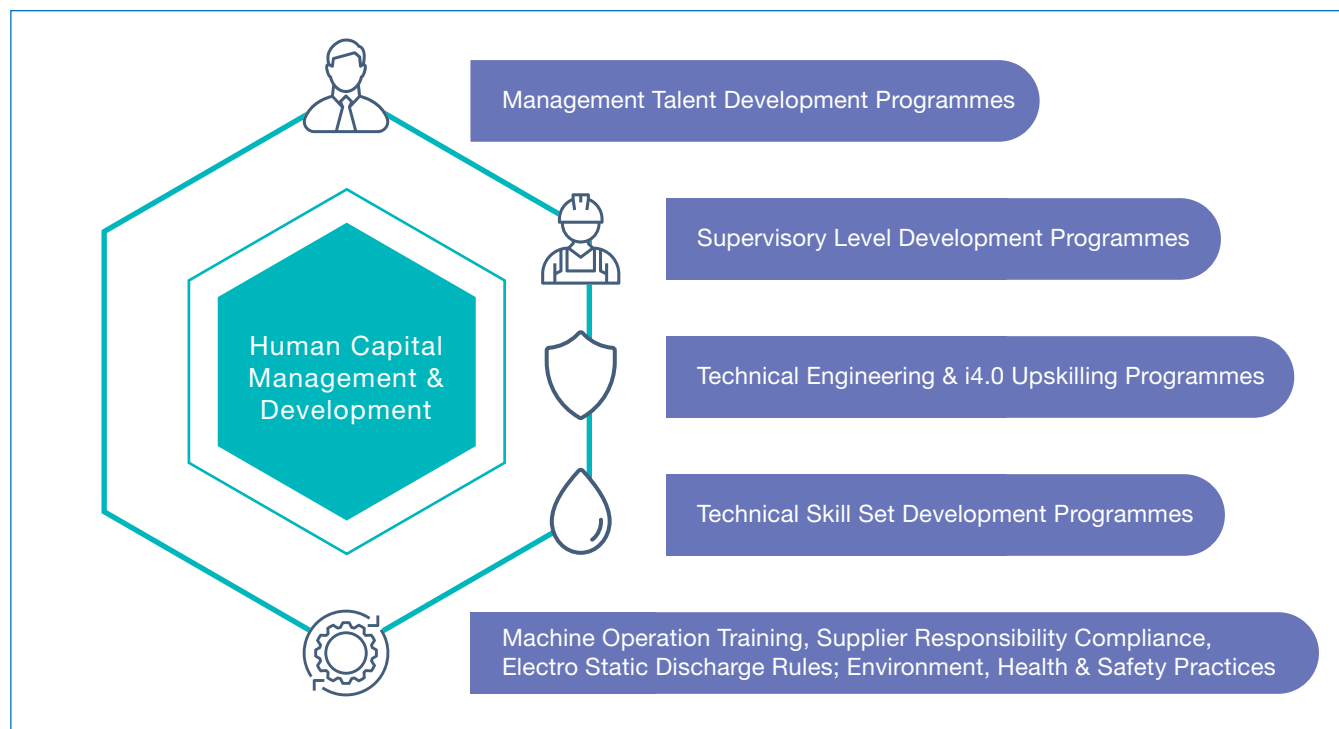 Management Talent Development Programmes
Supervisory Level Development Programmes
Human Capital
Management &
Development
Technical Engineering & i4.0 Upskilling Programmes
Technical Skill Set Development Programmes
Machine Operation Training, Supplier Responsibility Compliance,
Electro Static Discharge Rules; Environment, Health & Safety Practices